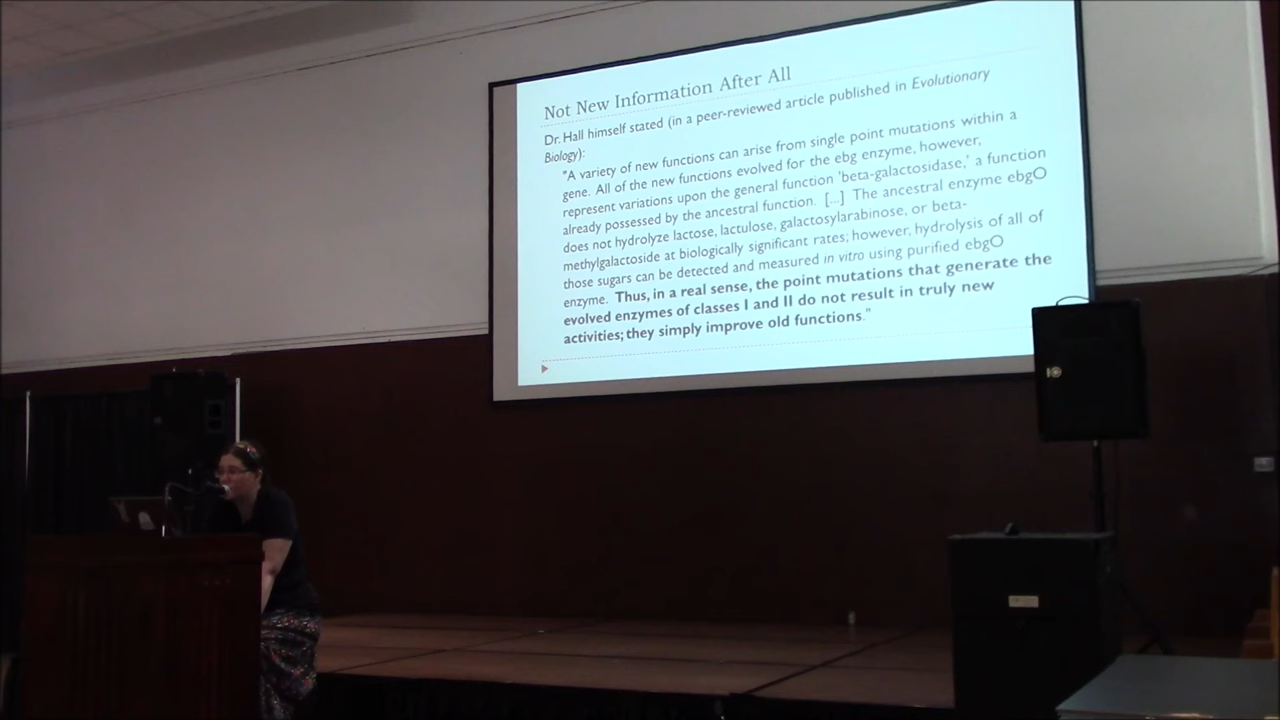 Not New Information After All
Dr. Hall himself stated (in a peer-reviewed article published in Evolutionary
Biology):
"A variety of new functions can arise from single point mutations within a
gene. All of the new functions evolved for the ebg enzyme, however,
represent variations upon the general function 'beta-galactosidase,' a function
already possessed by the ancestral function. [...] The ancestral enzyme ebgO
does not hydrolyze lactose, lactulose, galactosylarabinose, or beta-
methylgalactoside at biologically significant rates; however, hydrolysis of all of
those sugars can be detected and measured in vitro using purified ebgO
enzyme. Thus, in a real sense, the point mutations that generate the
evolved enzymes of classes I and II do not result in truly new
activities; they simply improve old functions."